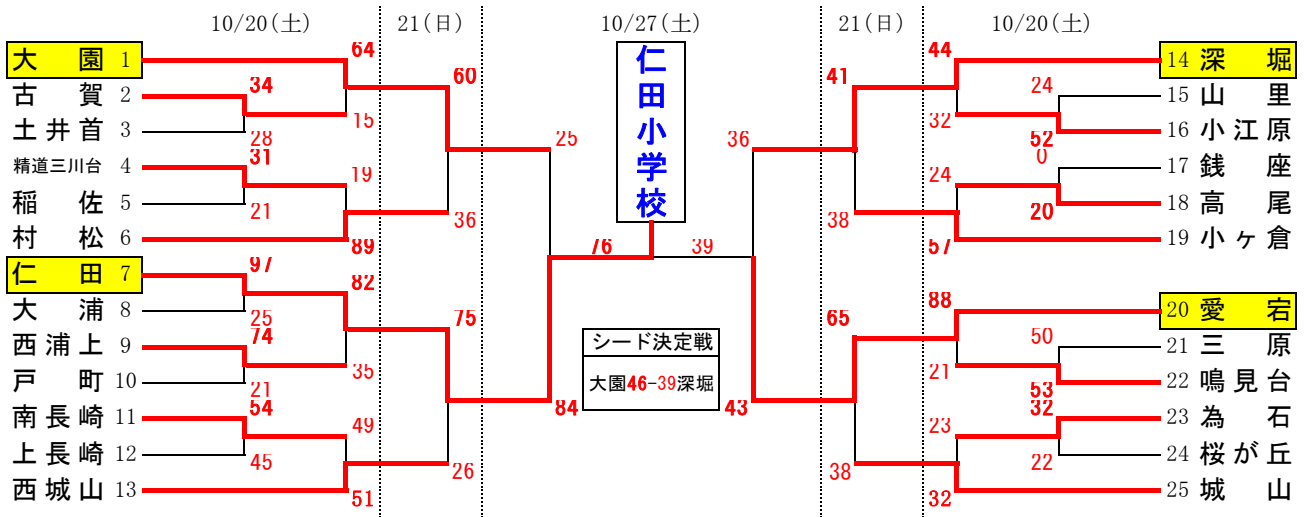 10/20(土) 21(日) 10/27(土) 21(日) 10/20(土)
大園 1
古賀 2
土井首 3
精道三川台 4
稲佐 5
村松 6
仁田 7
大浦 8
西浦上 9
戸町 10
南長崎 11
上長崎 12
西城山 13
64
34
15
28
31
19
21
89
97
82
25
74
35
21
54
49
45
51
60
36
75
26
25
84
仁田小学校
76 39
シード決定戦
大園46-39深堀
36
43
41
38
65
38
44
24
32
52
0
24
20
57
88
50
21
53
32
23
22
32
14 深堀
15 山里
16 小江原
17 銭座
18 高尾
19 小ヶ倉
20 愛宕
21 三原
22 鳴見台
23 為石
24 桜が丘
25 城山